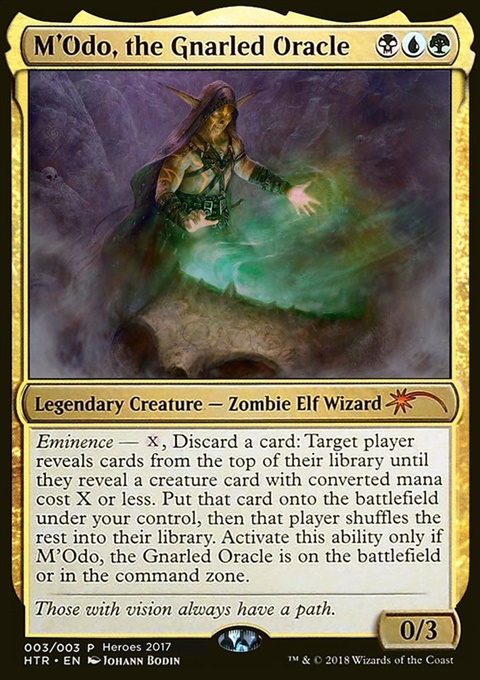 M'Odo, the Gnarled Oracle
Legendary Creature — Zombie Elf Wizard
Eminence — X, Discard a card: Target player
reveals cards from the top of their library until
they reveal a creature card with converted mana
cost X or less. Put that card onto the battlefield
under your control, then that player shuffles the
rest into their library. Activate this ability only if
M'Odo, the Gnarled Oracle is on the battlefield
or in the command zone.
Those with vision always have a path.
0/3
003/003 P Heroes 2017
HTR • EN Johann Bodin
™ & © 2018 Wizards of the Coast